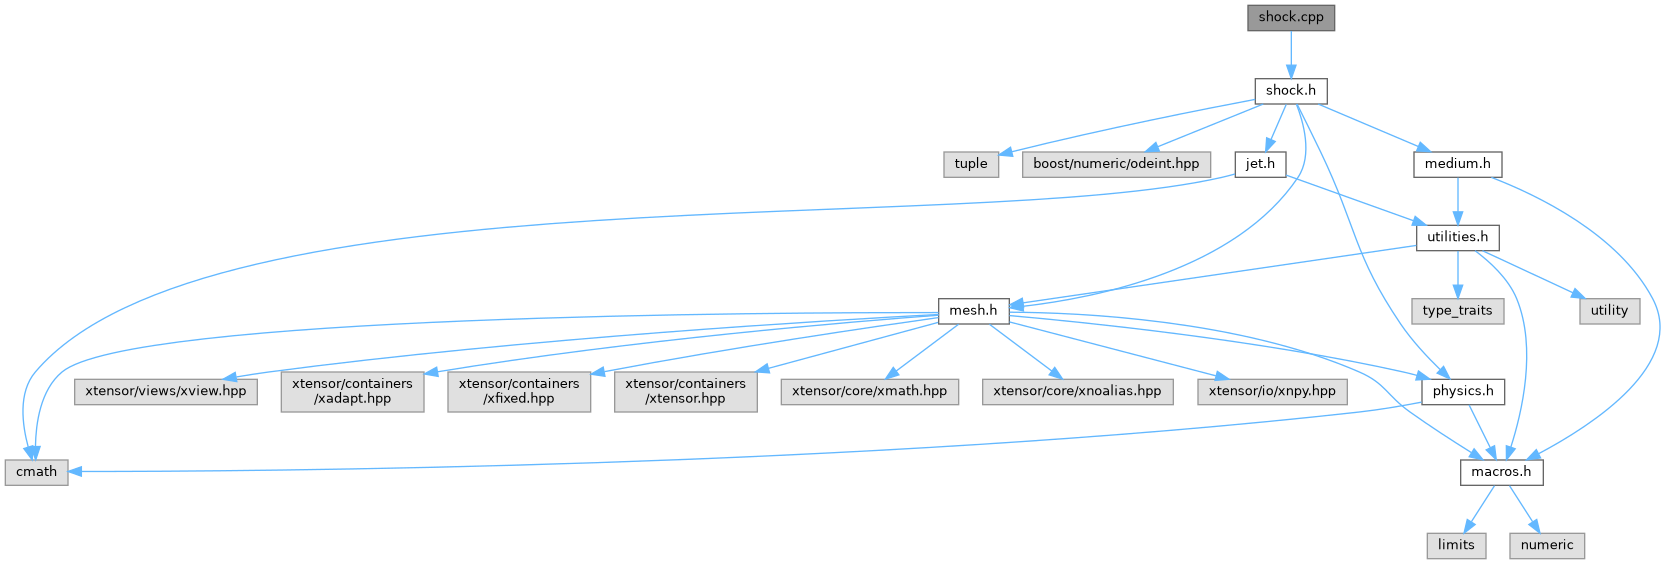 shock.cpp
shock.h
tuple
boost/numeric/odeint.hpp
jet.h
medium.h
utilities.h
mesh.h
type_traits
utility
xtensor/views/xview.hpp
xtensor/containers
/xadapt.hpp
xtensor/containers
/xfixed.hpp
xtensor/containers
/xtensor.hpp
xtensor/core/xmath.hpp
xtensor/core/xnoalias.hpp
xtensor/io/xnpy.hpp
physics.h
cmath
macros.h
limits
numeric